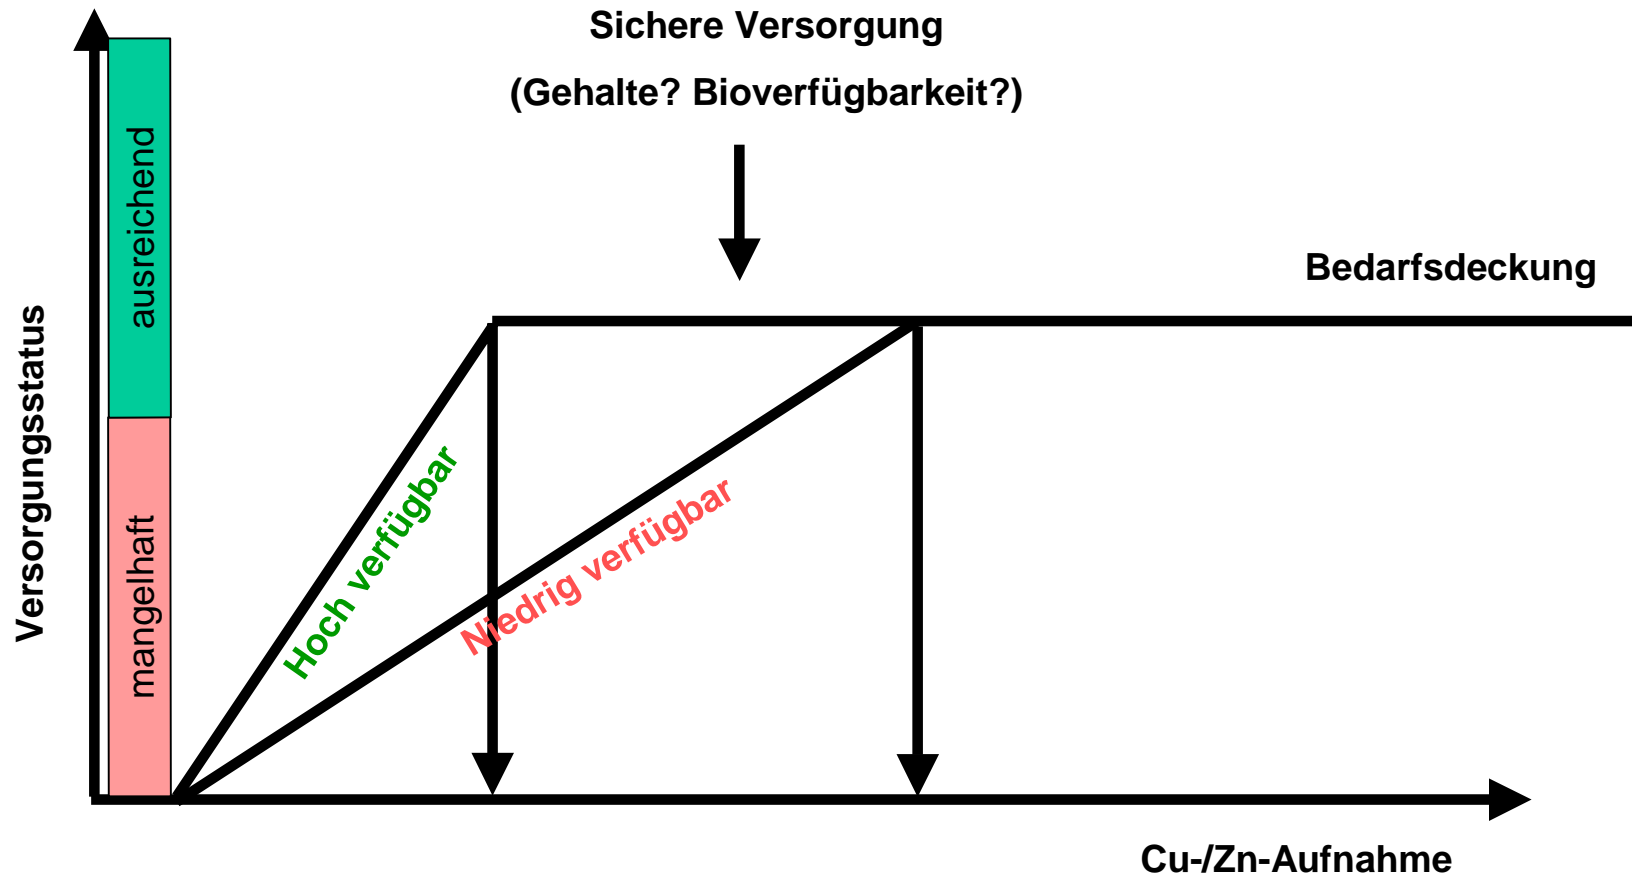 Sichere Versorgung
(Gehalte? Bioverfügbarkeit?)
Bedarfsdeckung
Versorgungsstatus
ausreichend
mangelhaft
Hoch verfügbar
Niedrig verfügbar
Cu-/Zn-Aufnahme